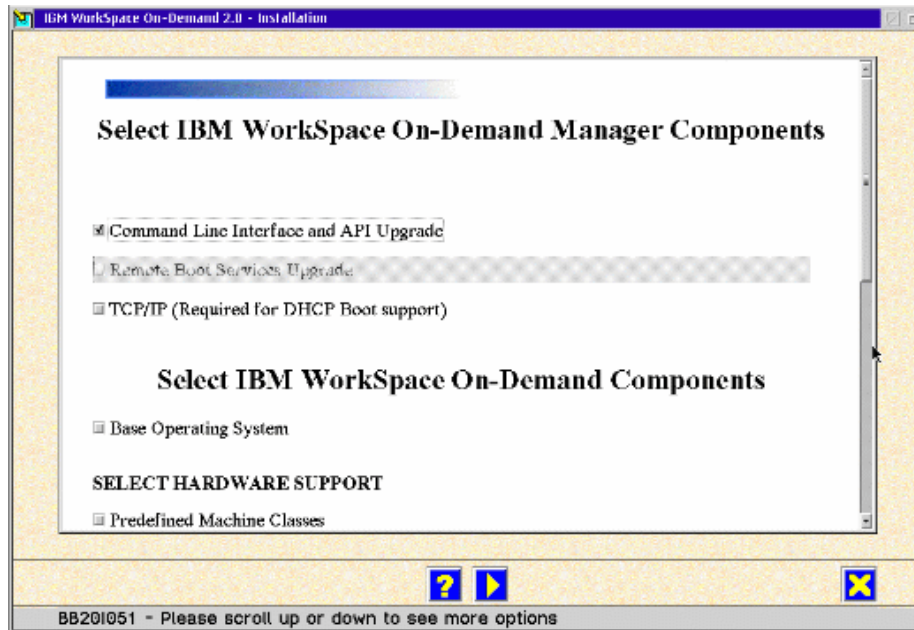 IBM WorkSpace On-Demand 2.0 - Installation
Select IBM WorkSpace On-Demand Manager Components
Command Line Interface and API Upgrade
Remote Boot Services Upgrade
TCP/IP (Required for DHCP Boot support)
Select IBM WorkSpace On-Demand Components
Base Operating System
SELECT HARDWARE SUPPORT
Predefined Machine Classes
?
BB20I051 - Please scroll up or down to see more options